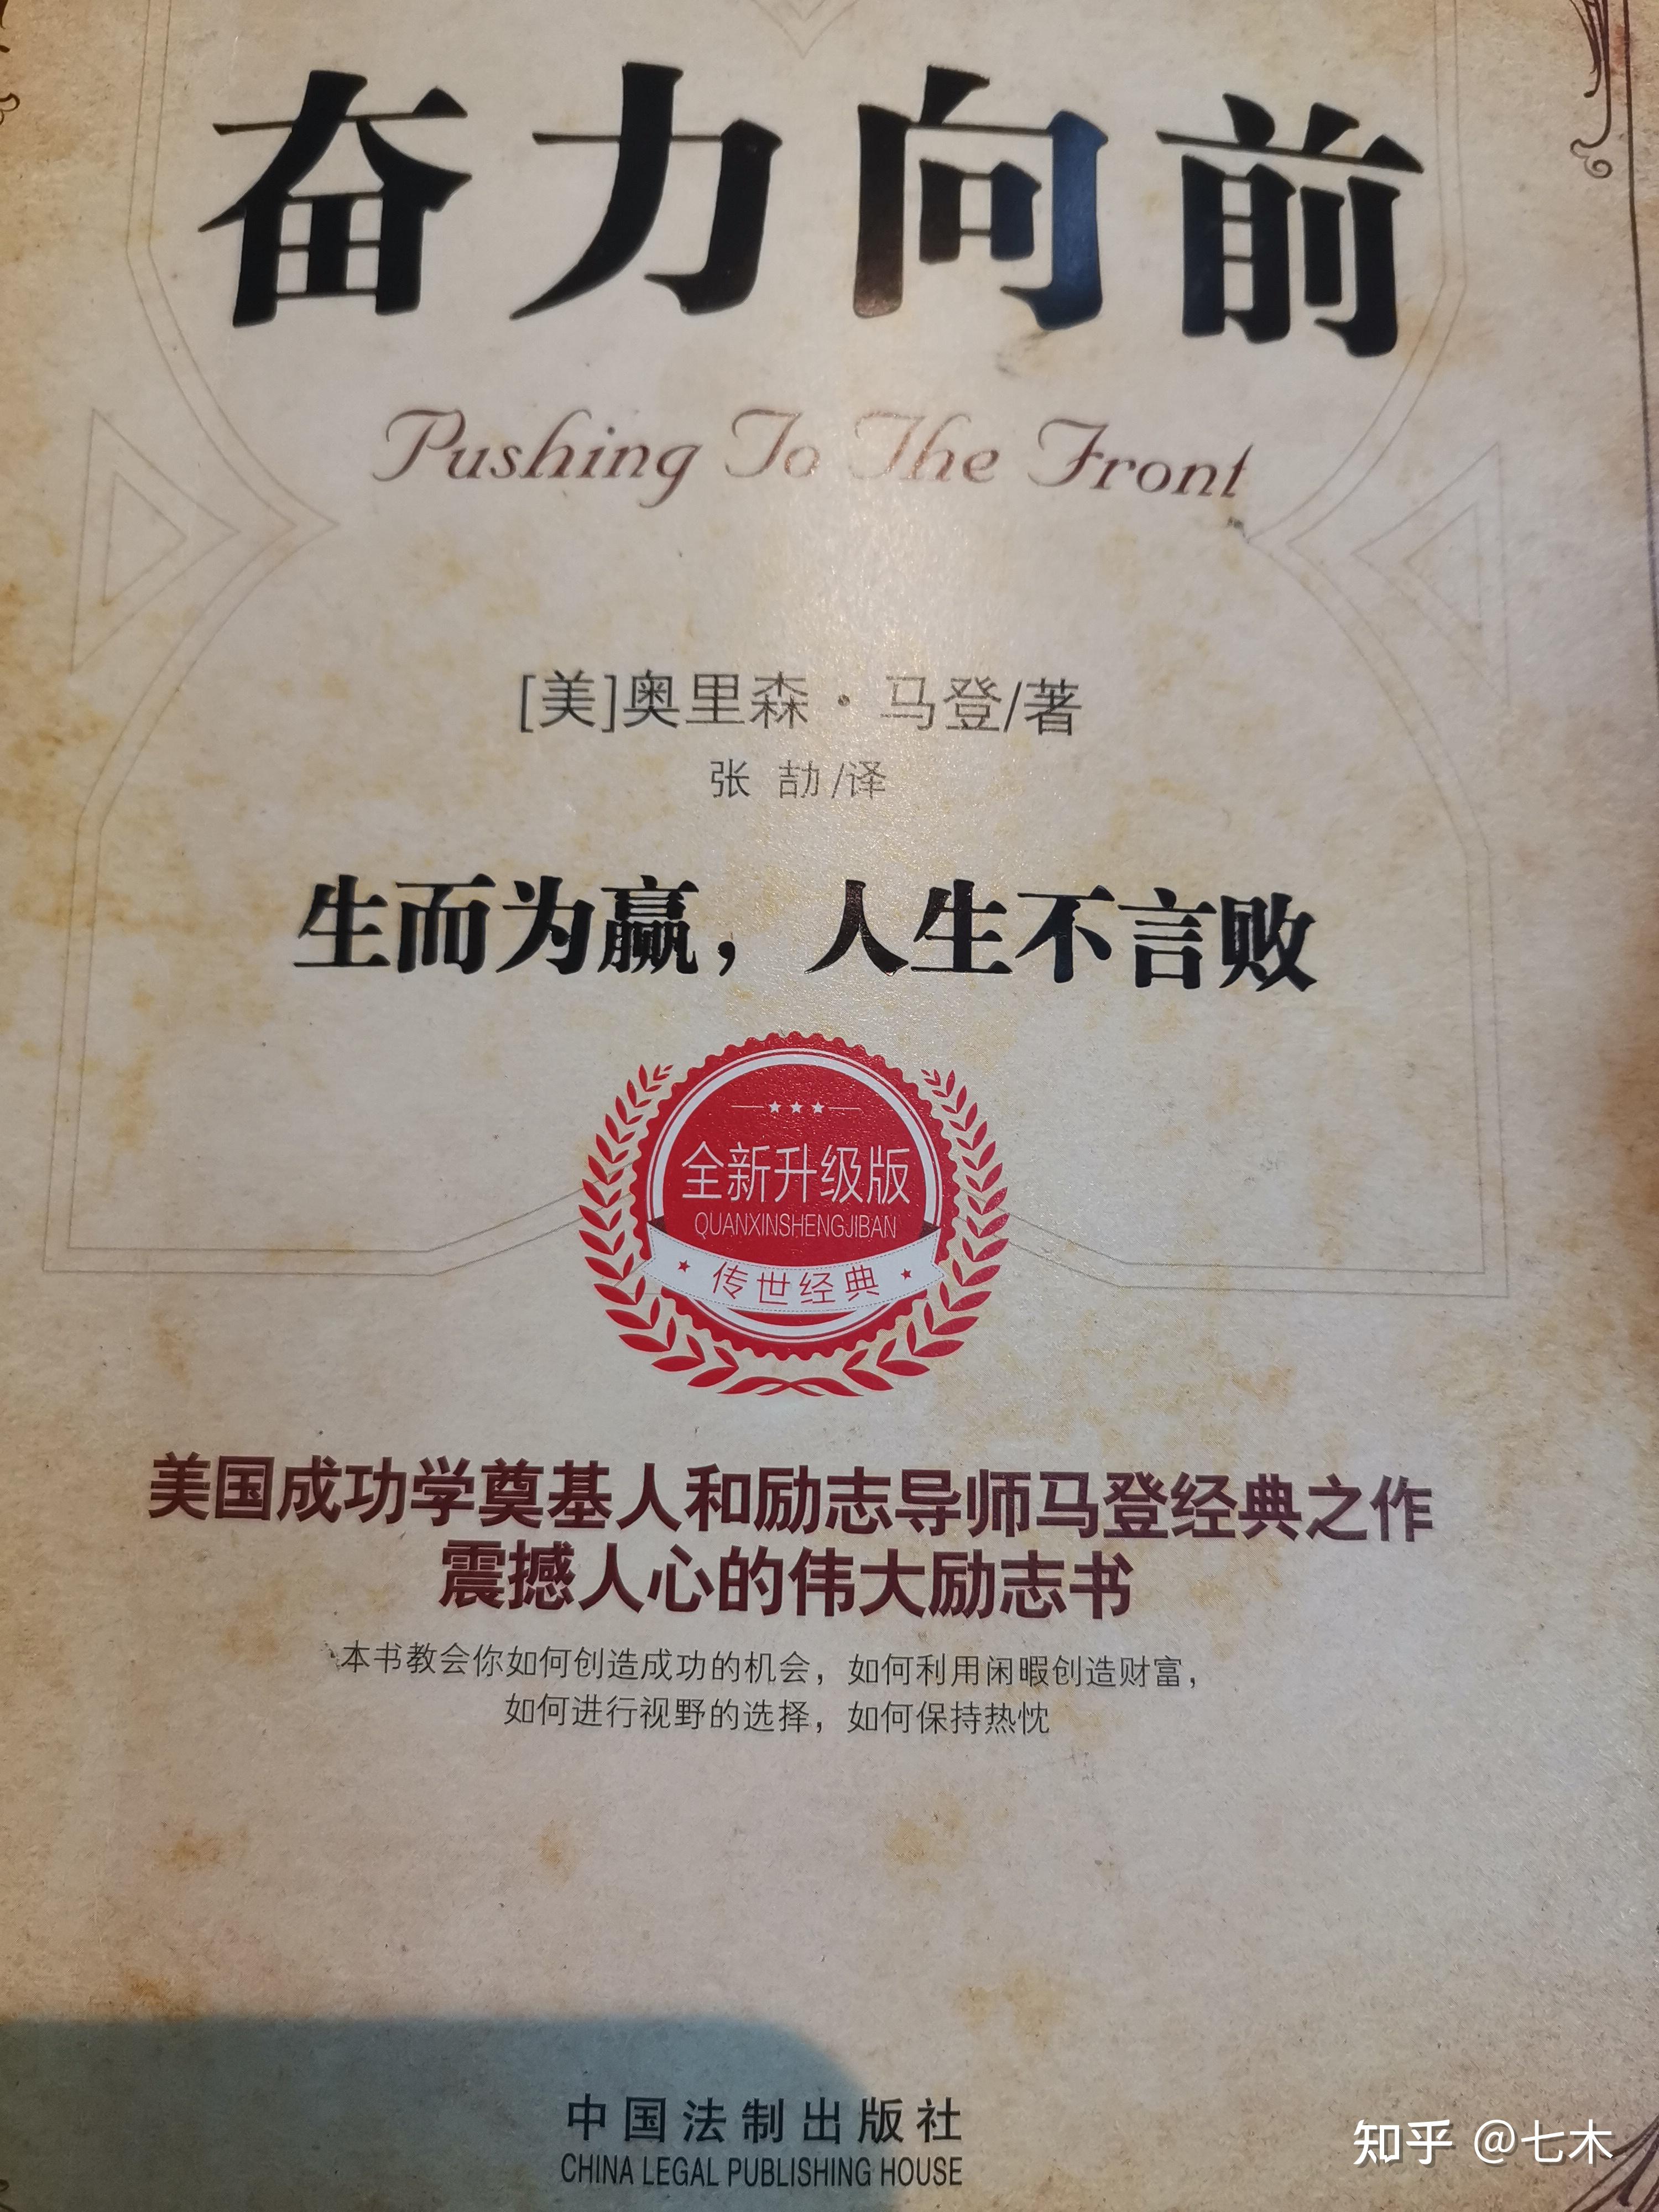 奋力向前
Pushing To The Front
[美]奥里森·马登/著
张劼/译
生而为赢，人生不言败
全新升级版
QUANXINSHENGJIBAN
传世经典
美国成功学奠基人和励志导师马登经典之作
震撼人心的伟大励志书
本书教会你如何创造成功的机会，如何利用闲暇创造财富，
如何进行视野的选择，如何保持热忱
中国法制出版社
CHINA LEGAL PUBLISHING HOUSE
知乎 @七木